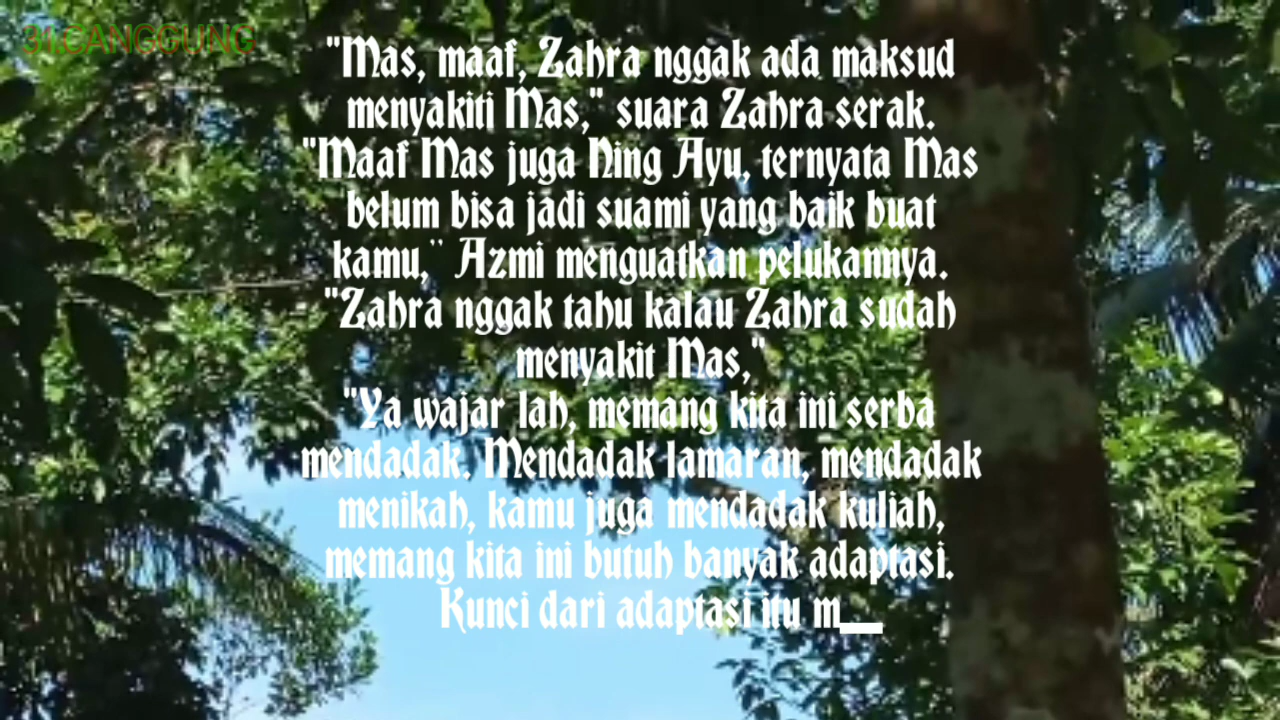 31.CANGGUNG
"Mas, maaf, Zahra nggak ada maksud
menyakiti Mas," suara Zahra serak.
"Maaf Mas juga Ning Ayu, ternyata Mas
belum bisa jadi suami yang baik buat
kamu,¨ Azmi menguatkan pelukannya.
"Zahra nggak tahu kalau Zahra sudah
menyakit Mas,"
"Ya wajar lah, memang kita ini serba
mendadak. Mendadak lamaran, mendadak
menikah, kamu juga mendadak kuliah,
memang kita ini butuh banyak adaptasi.
Kunci dari adaptasi itu m